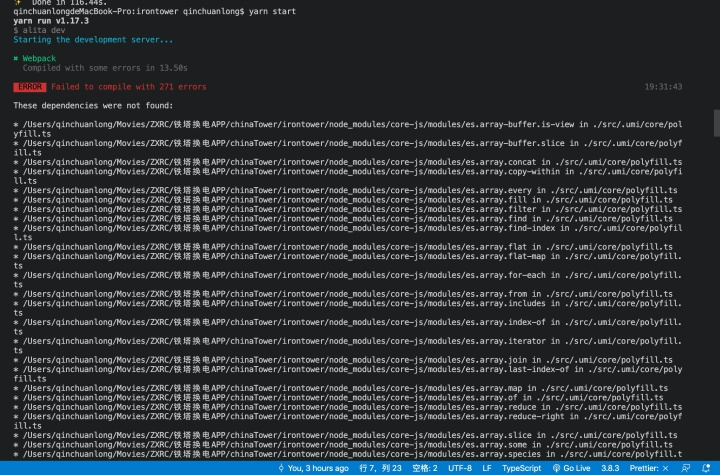 ✨  Done in 116.44s.
qinchuanlongdeMacBook-Pro:irontower qinchuanlong$ yarn start
yarn run v1.17.3
$ alita dev
Starting the development server...
✖ Webpack
Compiled with some errors in 13.50s
ERROR  Failed to compile with 271 errors 19:31:43
These dependencies were not found:
* /Users/qinchuanlong/Movies/ZXRC/铁塔换电APP/chinaTower/irontower/node_modules/core-js/modules/es.array-buffer.is-view in ./src/.umi/core/pol
yfill.ts
* /Users/qinchuanlong/Movies/ZXRC/铁塔换电APP/chinaTower/irontower/node_modules/core-js/modules/es.array-buffer.slice in ./src/.umi/core/polyf
ill.ts
* /Users/qinchuanlong/Movies/ZXRC/铁塔换电APP/chinaTower/irontower/node_modules/core-js/modules/es.array.concat in ./src/.umi/core/polyfill.ts
* /Users/qinchuanlong/Movies/ZXRC/铁塔换电APP/chinaTower/irontower/node_modules/core-js/modules/es.array.copy-within in ./src/.umi/core/polyfi
ll.ts
* /Users/qinchuanlong/Movies/ZXRC/铁塔换电APP/chinaTower/irontower/node_modules/core-js/modules/es.array.every in ./src/.umi/core/polyfill.ts
* /Users/qinchuanlong/Movies/ZXRC/铁塔换电APP/chinaTower/irontower/node_modules/core-js/modules/es.array.fill in ./src/.umi/core/polyfill.ts
* /Users/qinchuanlong/Movies/ZXRC/铁塔换电APP/chinaTower/irontower/node_modules/core-js/modules/es.array.filter in ./src/.umi/core/polyfill.ts
* /Users/qinchuanlong/Movies/ZXRC/铁塔换电APP/chinaTower/irontower/node_modules/core-js/modules/es.array.find in ./src/.umi/core/polyfill.ts
* /Users/qinchuanlong/Movies/ZXRC/铁塔换电APP/chinaTower/irontower/node_modules/core-js/modules/es.array.find-index in ./src/.umi/core/polyfil
l.ts
* /Users/qinchuanlong/Movies/ZXRC/铁塔换电APP/chinaTower/irontower/node_modules/core-js/modules/es.array.flat in ./src/.umi/core/polyfill.ts
* /Users/qinchuanlong/Movies/ZXRC/铁塔换电APP/chinaTower/irontower/node_modules/core-js/modules/es.array.flat-map in ./src/.umi/core/polyfill.
ts
* /Users/qinchuanlong/Movies/ZXRC/铁塔换电APP/chinaTower/irontower/node_modules/core-js/modules/es.array.for-each in ./src/.umi/core/polyfill.
ts
* /Users/qinchuanlong/Movies/ZXRC/铁塔换电APP/chinaTower/irontower/node_modules/core-js/modules/es.array.from in ./src/.umi/core/polyfill.ts
* /Users/qinchuanlong/Movies/ZXRC/铁塔换电APP/chinaTower/irontower/node_modules/core-js/modules/es.array.includes in ./src/.umi/core/polyfill.
ts
* /Users/qinchuanlong/Movies/ZXRC/铁塔换电APP/chinaTower/irontower/node_modules/core-js/modules/es.array.index-of in ./src/.umi/core/polyfill.
ts
* /Users/qinchuanlong/Movies/ZXRC/铁塔换电APP/chinaTower/irontower/node_modules/core-js/modules/es.array.iterator in ./src/.umi/core/polyfill.
ts
* /Users/qinchuanlong/Movies/ZXRC/铁塔换电APP/chinaTower/irontower/node_modules/core-js/modules/es.array.join in ./src/.umi/core/polyfill.ts
* /Users/qinchuanlong/Movies/ZXRC/铁塔换电APP/chinaTower/irontower/node_modules/core-js/modules/es.array.last-index-of in ./src/.umi/core/poly
fill.ts
* /Users/qinchuanlong/Movies/ZXRC/铁塔换电APP/chinaTower/irontower/node_modules/core-js/modules/es.array.map in ./src/.umi/core/polyfill.ts
* /Users/qinchuanlong/Movies/ZXRC/铁塔换电APP/chinaTower/irontower/node_modules/core-js/modules/es.array.of in ./src/.umi/core/polyfill.ts
* /Users/qinchuanlong/Movies/ZXRC/铁塔换电APP/chinaTower/irontower/node_modules/core-js/modules/es.array.reduce in ./src/.umi/core/polyfill.ts
* /Users/qinchuanlong/Movies/ZXRC/铁塔换电APP/chinaTower/irontower/node_modules/core-js/modules/es.array.reduce-right in ./src/.umi/core/polyf
ill.ts
* /Users/qinchuanlong/Movies/ZXRC/铁塔换电APP/chinaTower/irontower/node_modules/core-js/modules/es.array.slice in ./src/.umi/core/polyfill.ts
* /Users/qinchuanlong/Movies/ZXRC/铁塔换电APP/chinaTower/irontower/node_modules/core-js/modules/es.array.some in ./src/.umi/core/polyfill.ts
* /Users/qinchuanlong/Movies/ZXRC/铁塔换电APP/chinaTower/irontower/node_modules/core-js/modules/es.array.species in ./src/.umi/core/polyfill.t
You, 3 hours ago 行 7, 列 23 空格: 2 UTF-8 LF TypeScript Go Live 3.8.3 Prettier: ×